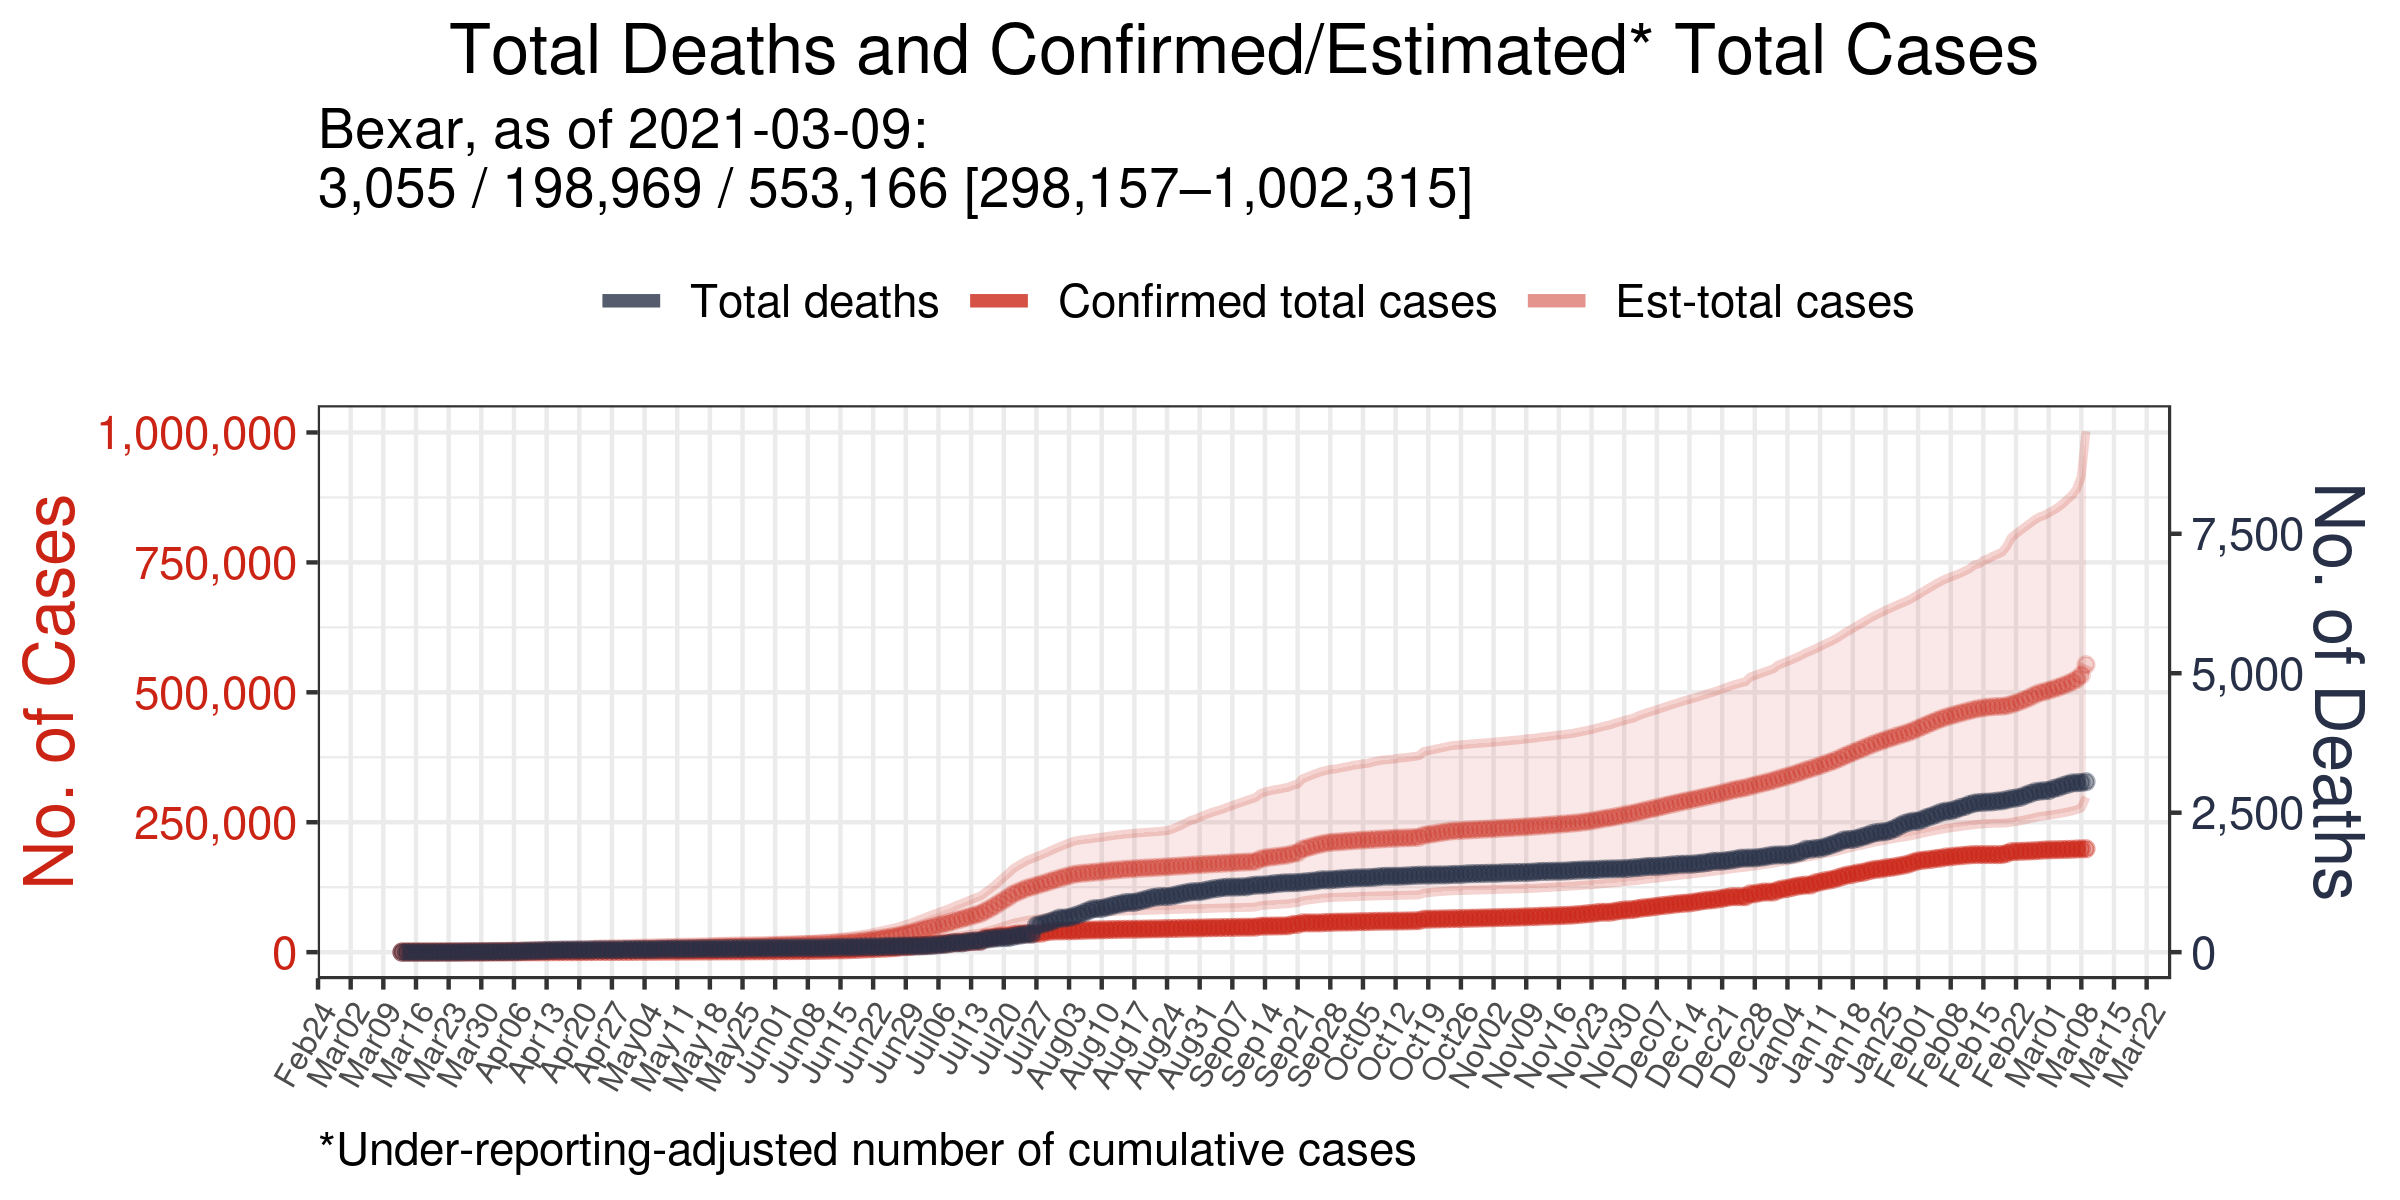 Total Deaths and Confirmed/Estimated* Total Cases
Bexar, as of 2021-03-09:
3,055 / 198,969 / 553,166 [298,157–1,002,315]
Total deaths
Confirmed total cases
Est-total cases
No. of Cases
1,000,000
750,000
500,000
250,000
0
7,500
5,000
2,500
0
No. of Deaths
Feb24
Mar02
Mar09
Mar16
Mar23
Mar30
Apr06
Apr13
Apr20
Apr27
May04
May11
May18
May25
Jun01
Jun08
Jun15
Jun22
Jun29
Jul06
Jul13
Jul20
Jul27
Aug03
Aug10
Aug17
Aug24
Aug31
Sep07
Sep14
Sep21
Sep28
Oct05
Oct12
Oct19
Oct26
Nov02
Nov09
Nov16
Nov23
Nov30
Dec07
Dec14
Dec21
Dec28
Jan04
Jan11
Jan18
Jan25
Feb01
Feb08
Feb15
Feb22
Mar01
Mar08
Mar15
Mar22
*Under-reporting-adjusted number of cumulative cases